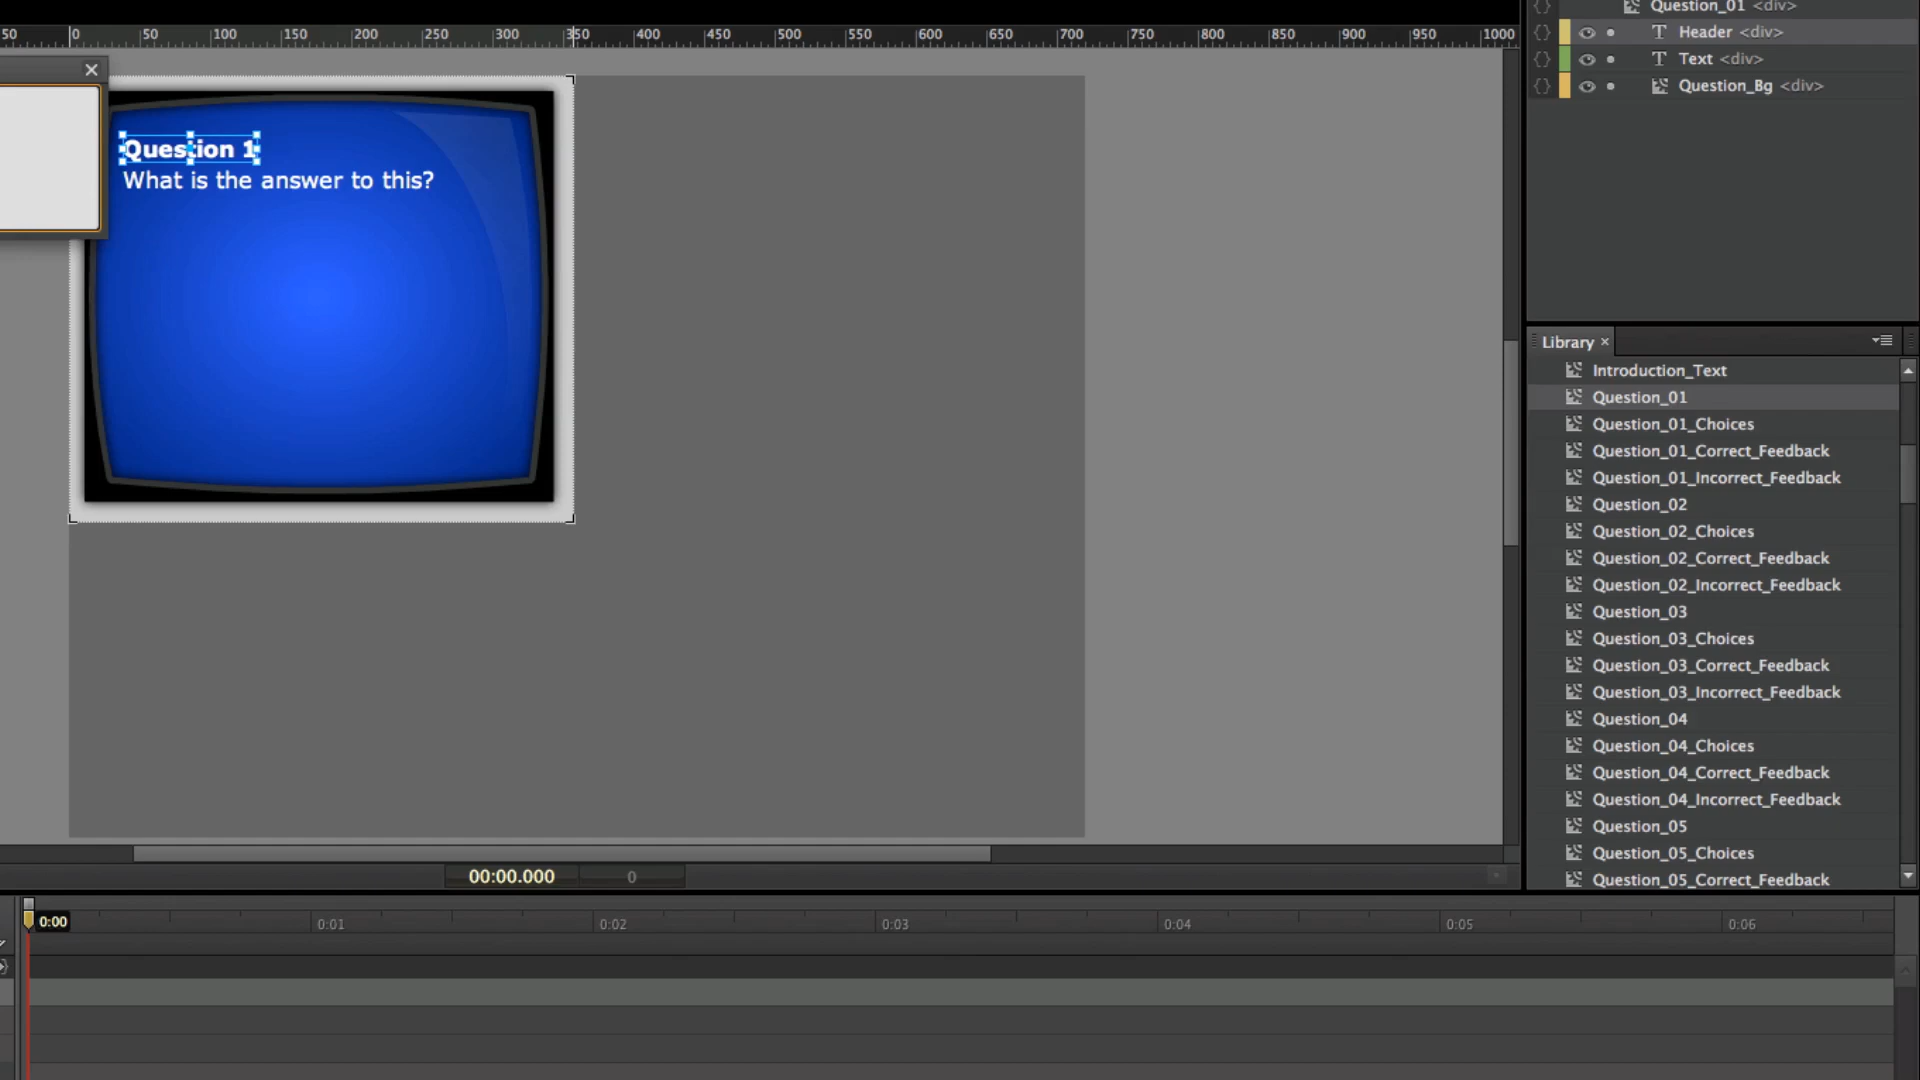 50 0 50 100 150 200 250 300 350 400 450 500 550 600 650 700 750 800 850 900 950 1000
Question 1
What is the answer to this?
00:00.000 0
0:00 0:01 0:02 0:03 0:04 0:05 0:06
Question_01 <div>
Header <div>
Text <div>
Question_Bg <div>
Library
Introduction_Text
Question_01
Question_01_Choices
Question_01_Correct_Feedback
Question_01_Incorrect_Feedback
Question_02
Question_02_Choices
Question_02_Correct_Feedback
Question_02_Incorrect_Feedback
Question_03
Question_03_Choices
Question_03_Correct_Feedback
Question_03_Incorrect_Feedback
Question_04
Question_04_Choices
Question_04_Correct_Feedback
Question_04_Incorrect_Feedback
Question_05
Question_05_Choices
Question_05_Correct_Feedback